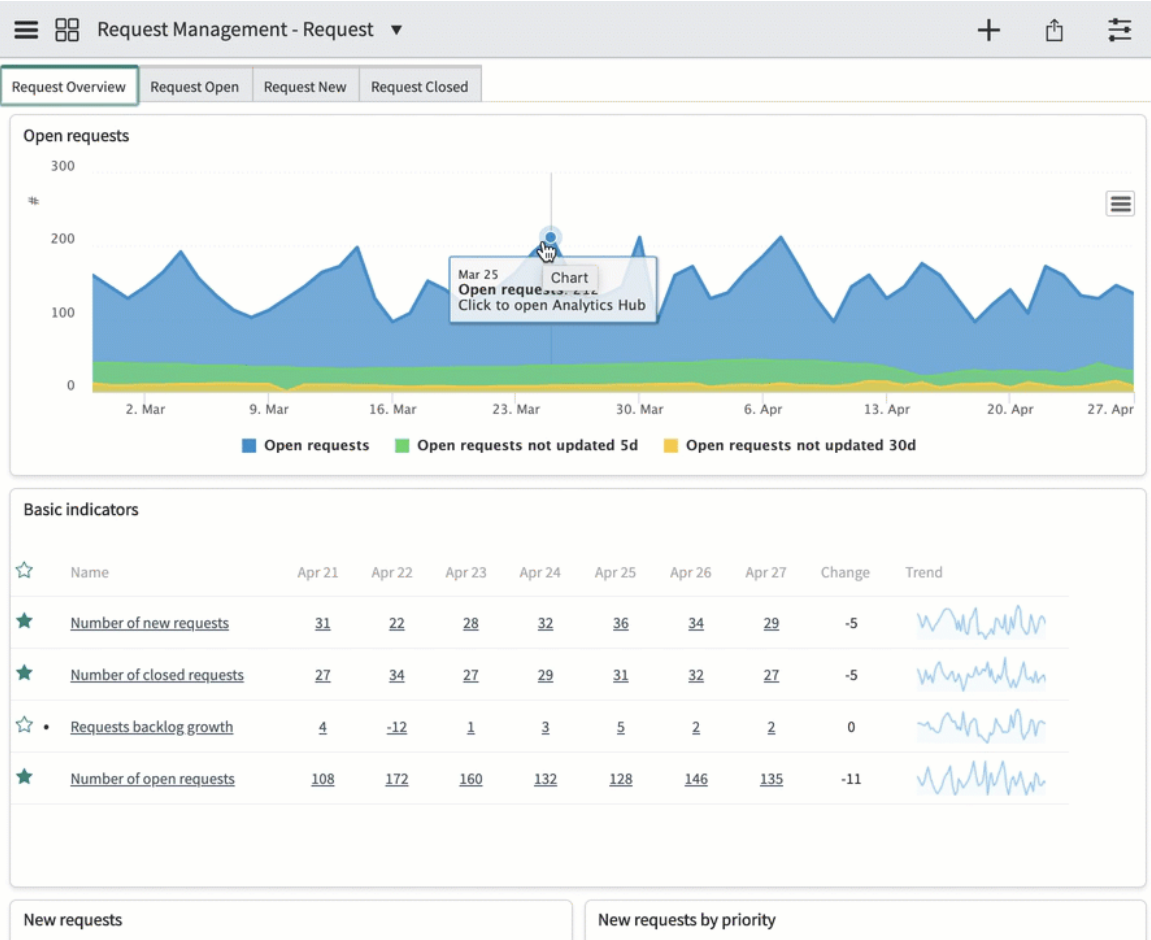 Request Management - Request
Request Overview
Request Open
Request New
Request Closed
Open requests
300
#
200
100
0
Mar 25
Chart
Open requests: 212
Click to open Analytics Hub
2. Mar
9. Mar
16. Mar
23. Mar
30. Mar
6. Apr
13. Apr
20. Apr
27. Apr
Open requests
Open requests not updated 5d
Open requests not updated 30d
Basic indicators
Name Apr 21 Apr 22 Apr 23 Apr 24 Apr 25 Apr 26 Apr 27 Change Trend
Number of new requests 31 22 28 32 36 34 29 -5
Number of closed requests 27 34 27 29 31 32 27 -5
Requests backlog growth 4 -12 1 3 5 2 2 0
Number of open requests 108 172 160 132 128 146 135 -11
New requests
New requests by priority